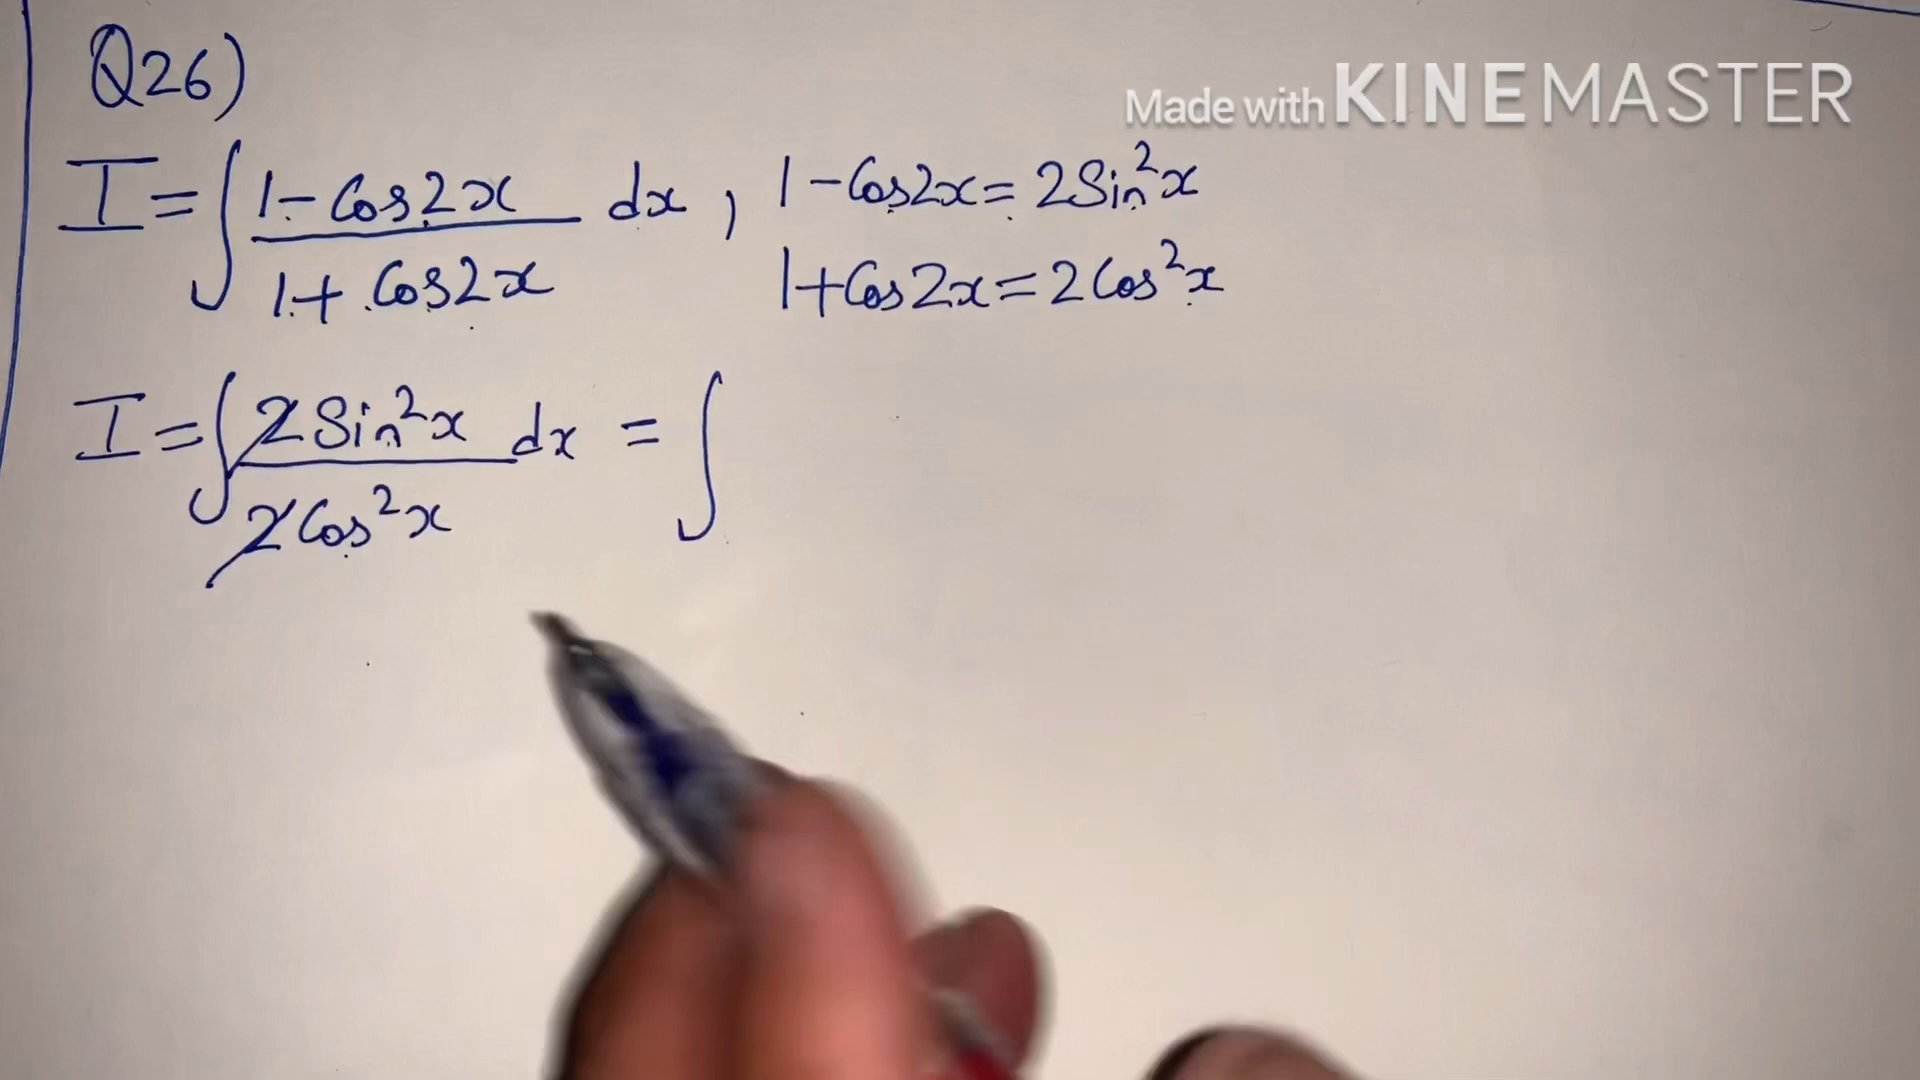 Q26)
Made with KINEMASTER
I = ∫ (1 - Cos2x)/(1 + Cos2x) dx , 1 - Cos2x = 2Sin²x
1 + Cos2x = 2Cos²x
I = ∫ (2Sin²x)/(2Cos²x) dx = ∫